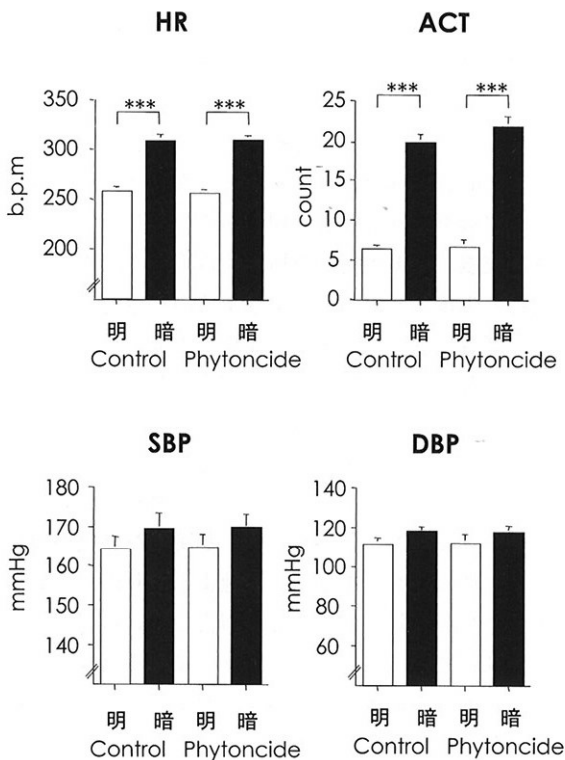 HR
***
***
350
300
250
200
b.p.m
明 暗 明 暗
Control Phytoncide
ACT
***
***
25
20
15
10
5
0
count
明 暗 明 暗
Control Phytoncide
SBP
180
170
160
150
140
mmHg
明 暗 明 暗
Control Phytoncide
DBP
140
120
100
80
60
mmHg
明 暗 明 暗
Control Phytoncide